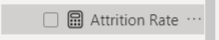 Attrition Rate ...